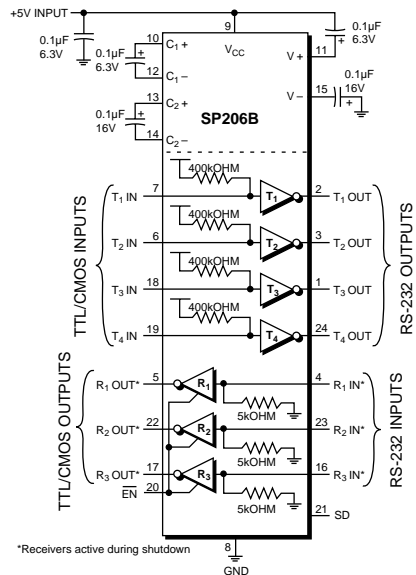 +5V INPUT
0.1µF
6.3V
0.1µF
6.3V
10
C1 +
12
C1 –
13
C2 +
0.1µF
16V
14
C2 –
9
VCC
V +
11
0.1µF
6.3V
V –
15
0.1µF
16V
SP206B
TTL/CMOS INPUTS
400kOHM
T1 IN
7
T1
2
T1 OUT
400kOHM
T2 IN
6
T2
3
T2 OUT
400kOHM
T3 IN
18
T3
1
T3 OUT
400kOHM
T4 IN
19
T4
24
T4 OUT
RS-232 OUTPUTS
TTL/CMOS OUTPUTS
R1 OUT*
5
R1
4
R1 IN*
5kOHM
R2 OUT*
22
R2
23
R2 IN*
5kOHM
R3 OUT*
17
R3
16
R3 IN*
5kOHM
RS-232 INPUTS
EN
20
21
SD
*Receivers active during shutdown
8
GND